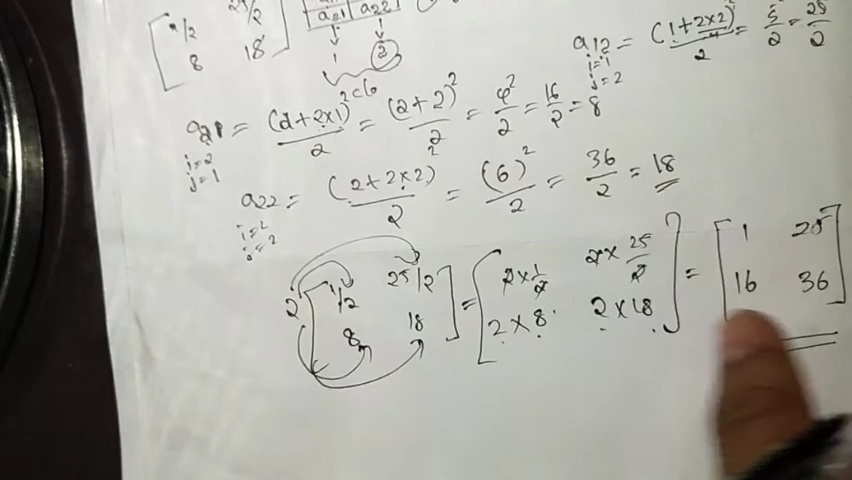 9/2 25/2
8 18
a21 a22
1 2
a12 = (1+2×2)²/2 = 5²/2 = 25/2
i=1
j=2
a21 = (2+2×1)²/2 = (2+2)²/2 = 4²/2 = 16/2 = 8
i=2
j=1
a22 = (2+2×2)²/2 = (6)²/2 = 36/2 = 18
i=2
2 [1/2 25/2 = [2×1/2 2×25/2] = [1 25
8 18] 2×8 2×18 16 36]